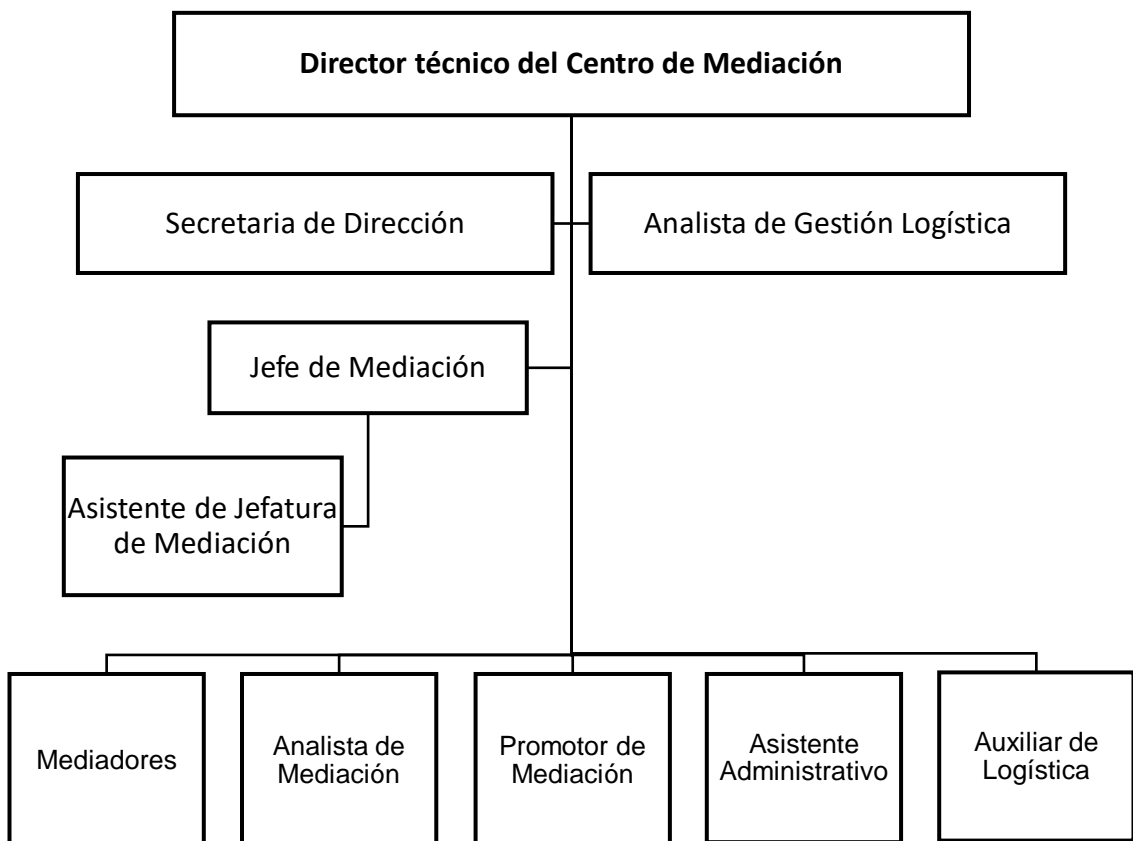 Director técnico del Centro de Mediación
Secretaria de Dirección
Analista de Gestión Logística
Jefe de Mediación
Asistente de Jefatura
de Mediación
Mediadores
Analista de
Mediación
Promotor de
Mediación
Asistente
Administrativo
Auxiliar de
Logística